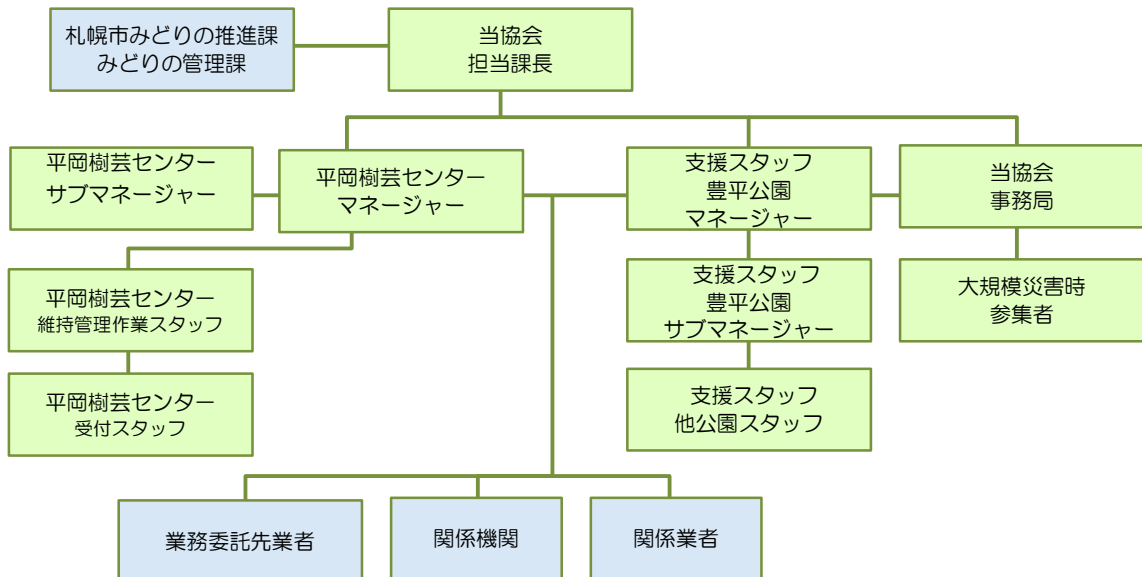 札幌市みどりの推進課
みどりの管理課
当協会
担当課長
平岡樹芸センター
サブマネージャー
平岡樹芸センター
マネージャー
支援スタッフ
豊平公園
マネージャー
当協会
事務局
平岡樹芸センター
維持管理作業スタッフ
支援スタッフ
豊平公園
サブマネージャー
大規模災害時
参集者
平岡樹芸センター
受付スタッフ
支援スタッフ
他公園スタッフ
業務委託先業者
関係機関
関係業者